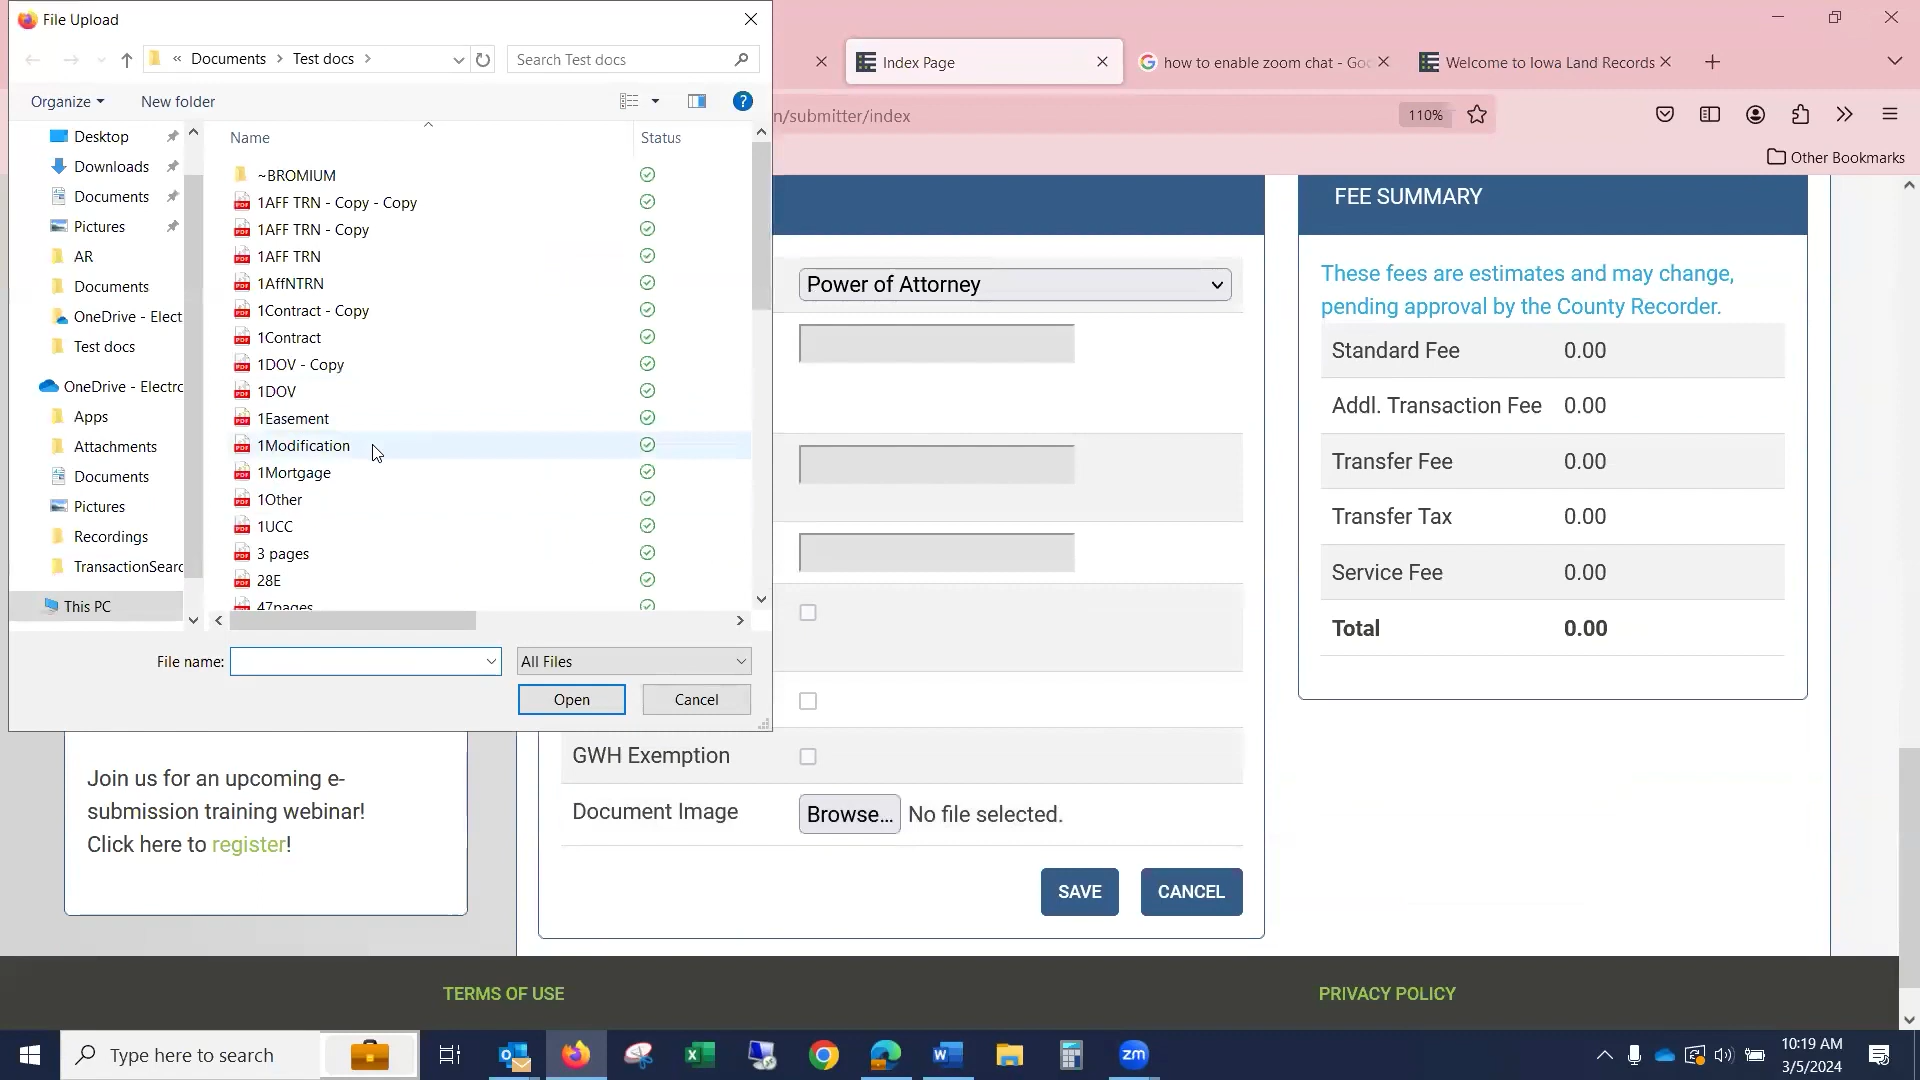 File Upload
« Documents > Test docs >
Search Test docs
Organize
New folder
Desktop
Downloads
Documents
Pictures
AR
Documents
OneDrive - Elect
Test docs
OneDrive - Electro
Apps
Attachments
Documents
Pictures
Recordings
TransactionSearc
This PC
Name
Status
~BROMIUM
1AFF TRN - Copy - Copy
1AFF TRN - Copy
1AFF TRN
1AffNTRN
1Contract - Copy
1Contract
1DOV - Copy
1DOV
1Easement
1Modification
1Mortgage
1Other
1UCC
3 pages
28E
47pages
File name:
All Files
Open
Cancel
Index Page
how to enable zoom chat - Goo
Welcome to Iowa Land Records
n/submitter/index
110%
Other Bookmarks
Power of Attorney
GWH Exemption
Document Image
Browse...
No file selected.
SAVE
CANCEL
FEE SUMMARY
These fees are estimates and may change,
pending approval by the County Recorder.
Standard Fee 0.00
Addl. Transaction Fee 0.00
Transfer Fee 0.00
Transfer Tax 0.00
Service Fee 0.00
Total 0.00
Join us for an upcoming e-
submission training webinar!
Click here to register!
TERMS OF USE
PRIVACY POLICY
Type here to search
zm
10:19 AM
3/5/2024